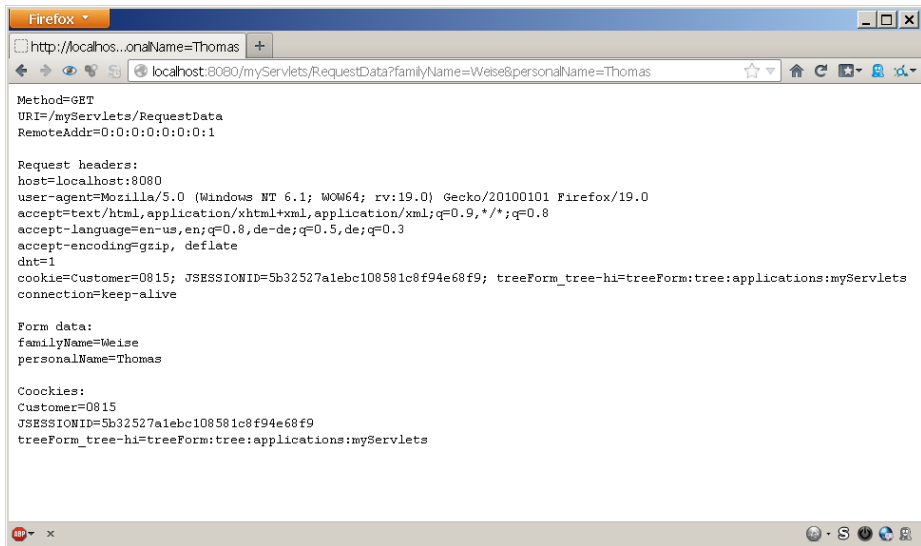 Firefox
http://localhos...onalName=Thomas
localhost:8080/myServlets/RequestData?familyName=Weise&personalName=Thomas
Method=GET
URI=/myServlets/RequestData
RemoteAddr=0:0:0:0:0:0:0:1
Request headers:
host=localhost:8080
user-agent=Mozilla/5.0 (Windows NT 6.1; WOW64; rv:19.0) Gecko/20100101 Firefox/19.0
accept=text/html,application/xhtml+xml,application/xml;q=0.9,*/*;q=0.8
accept-language=en-us,en;q=0.8,de-de;q=0.5,de;q=0.3
accept-encoding=gzip, deflate
dnt=1
cookie=Customer=0815; JSESSIONID=5b32527a1ebc108581c8f94e68f9; treeForm_tree-hi=treeForm:tree:applications:myServlets
connection=keep-alive
Form data:
familyName=Weise
personalName=Thomas
Coockies:
Customer=0815
JSESSIONID=5b32527a1ebc108581c8f94e68f9
treeForm_tree-hi=treeForm:tree:applications:myServlets
ABP
S